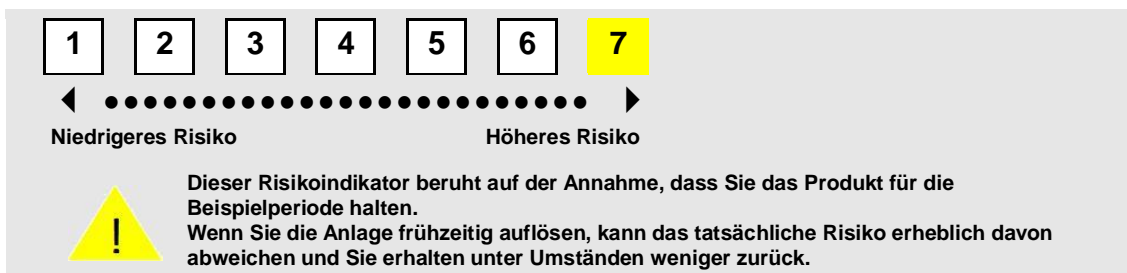 1 2 3 4 5 6 7
Niedrigeres Risiko Höheres Risiko
Dieser Risikoindikator beruht auf der Annahme, dass Sie das Produkt für die
Beispielperiode halten.
! Wenn Sie die Anlage frühzeitig auflösen, kann das tatsächliche Risiko erheblich davon
abweichen und Sie erhalten unter Umständen weniger zurück.